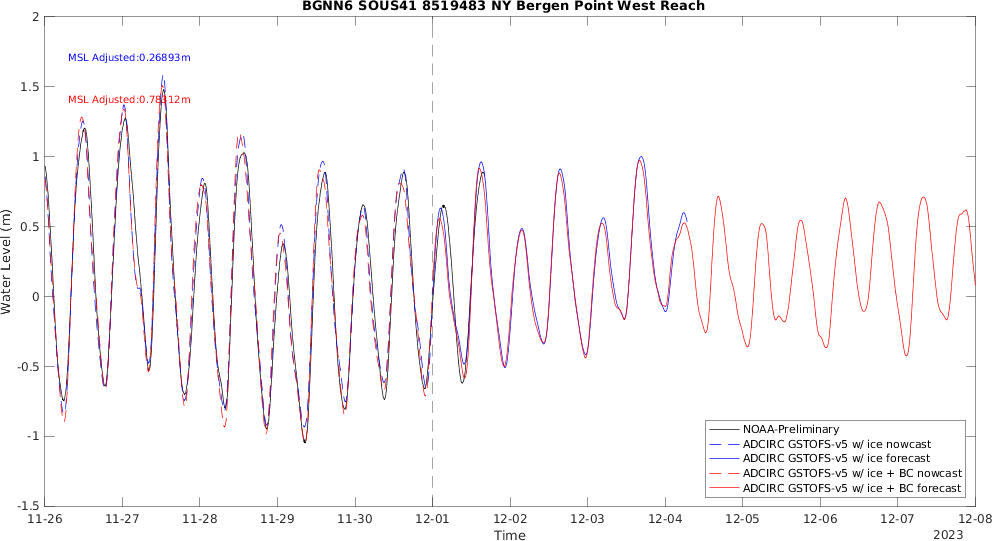 BGNN6 SOUS41 8519483 NY Bergen Point West Reach
2
1.5
1
0.5
0
-0.5
-1
-1.5
Water Level (m)
MSL Adjusted:0.26893m
MSL Adjusted:0.78312m
NOAA-Preliminary
ADCIRC GSTOFS-v5 w/ ice nowcast
ADCIRC GSTOFS-v5 w/ ice forecast
ADCIRC GSTOFS-v5 w/ ice + BC nowcast
ADCIRC GSTOFS-v5 w/ ice + BC forecast
11-26 11-27 11-28 11-29 11-30 12-01 12-02 12-03 12-04 12-05 12-06 12-07 12-08
Time
2023